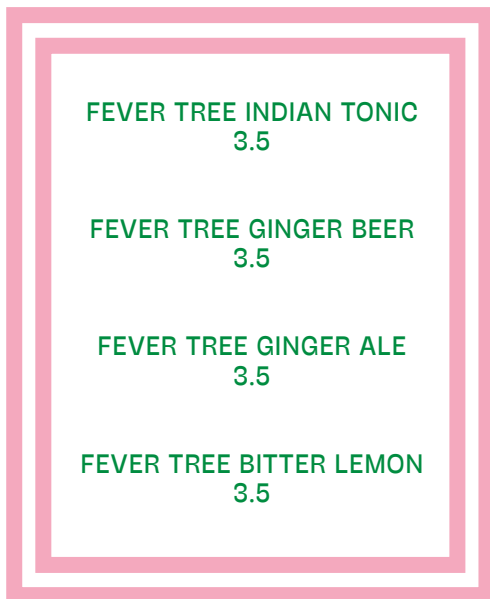 FEVER TREE INDIAN TONIC
3.5
FEVER TREE GINGER BEER
3.5
FEVER TREE GINGER ALE
3.5
FEVER TREE BITTER LEMON
3.5